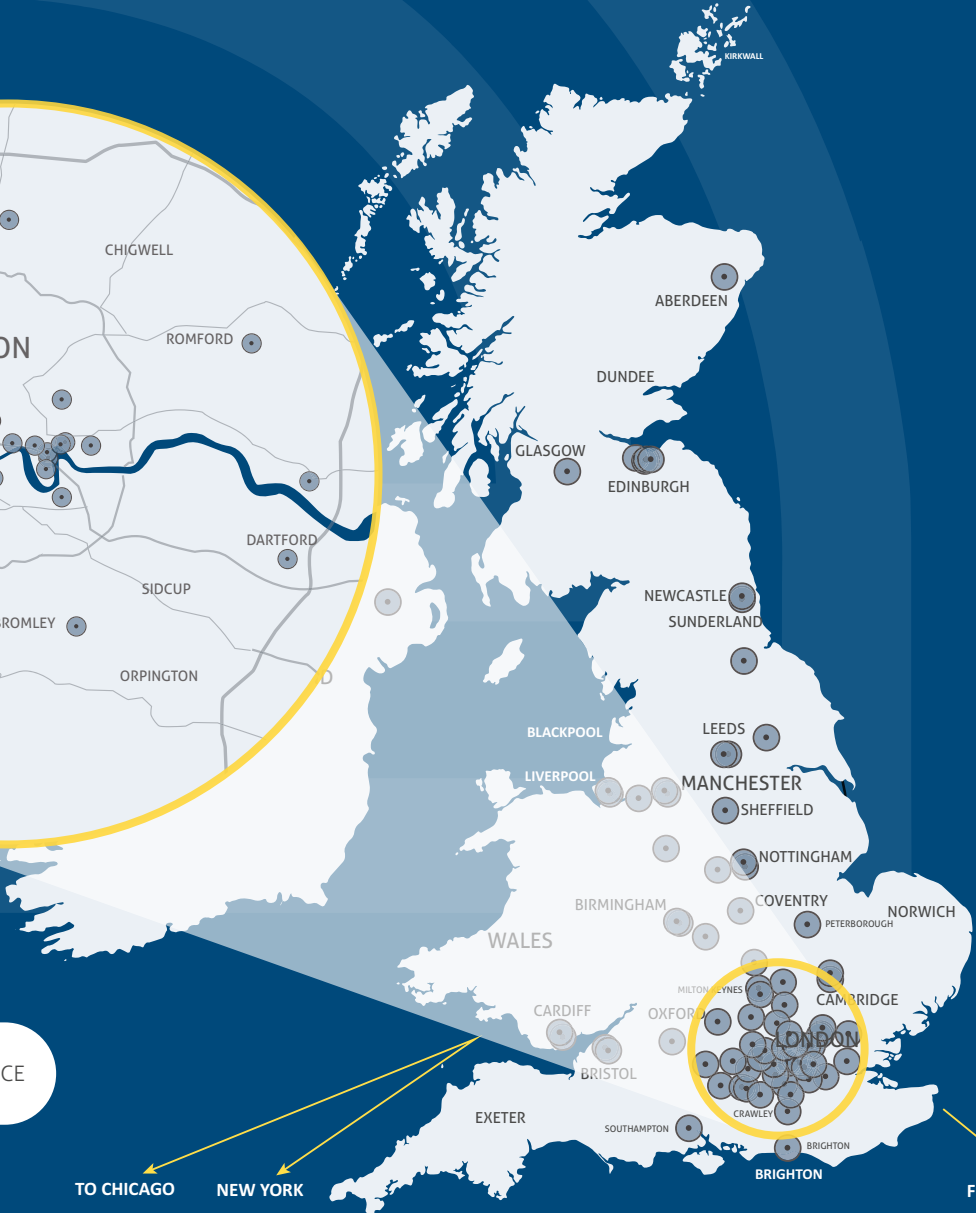 KIRKWALL
CHIGWELL
ABERDEEN
ROMFORD
ON
DUNDEE
GLASGOW
EDINBURGH
DARTFORD
SIDCUP
NEWCASTLE
SUNDERLAND
BROMLEY
ORPINGTON
D
BLACKPOOL
LEEDS
LIVERPOOL
MANCHESTER
SHEFFIELD
NOTTINGHAM
BIRMINGHAM
COVENTRY
NORWICH
PETERBOROUGH
WALES
MILTON KEYNES
CAMBRIDGE
CARDIFF
OXFORD
LONDON
CE
BRISTOL
CRAWLEY
EXETER
SOUTHAMPTON
BRIGHTON
BRIGHTON
TO CHICAGO
NEW YORK
F